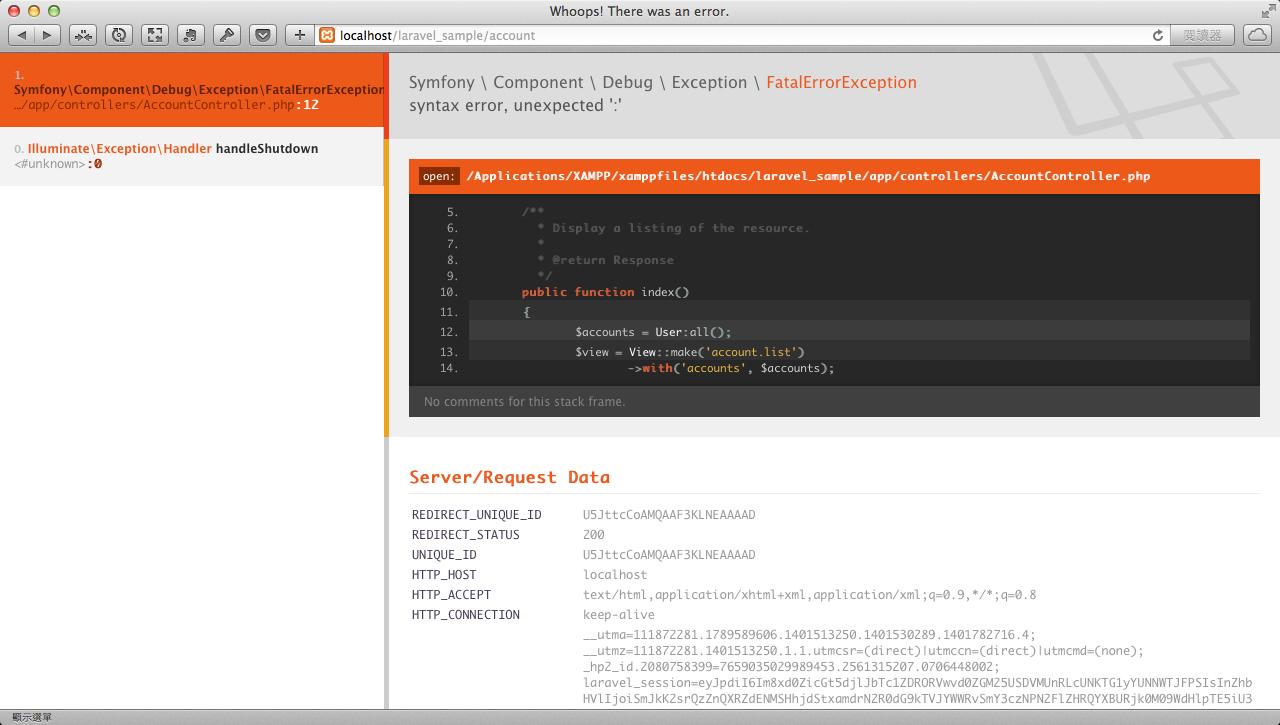 Whoops! There was an error.
localhost/laravel_sample/account
閱讀器
1.
Symfony\Component\Debug\Exception\FatalErrorException
…/app/controllers/AccountController.php:12
0. Illuminate\Exception\Handler handleShutdown
<#unknown>:0
Symfony \ Component \ Debug \ Exception \ FatalErrorException
syntax error, unexpected ':'
open: /Applications/XAMPP/xamppfiles/htdocs/laravel_sample/app/controllers/AccountController.php
5. /**
6. * Display a listing of the resource.
7. *
8. * @return Response
9. */
10. public function index()
11. {
12. $accounts = User:all();
13. $view = View::make('account.list')
14. ->with('accounts', $accounts);
No comments for this stack frame.
Server/Request Data
REDIRECT_UNIQUE_ID U5JttcCoAMQAAF3KLNEAAAAD
REDIRECT_STATUS 200
UNIQUE_ID U5JttcCoAMQAAF3KLNEAAAAD
HTTP_HOST localhost
HTTP_ACCEPT text/html,application/xhtml+xml,application/xml;q=0.9,*/*;q=0.8
HTTP_CONNECTION keep-alive
__utma=111872281.1789589606.1401513250.1401530289.1401782716.4;
__utmz=111872281.1401513250.1.1.utmcsr=(direct)|utmccn=(direct)|utmcmd=(none);
_hp2_id.2080758399=7659035029989453.2561315207.0706448002;
laravel_session=eyJpdiI6Im8xd0ZicGt5djlJbTc1ZDRORVwvd0ZGM25USDVMUnRLcUNKTG1yYUNNWTJFPSIsInZhb
HVlIjoiSmJkK2srQzZnQXRZdENMSHhjdStxamdrN2R0dG9kTVJYWWRvSmY3czNPN2FlZHRQYXBURjk0M09WdHlpTE5iU3
顯示選單